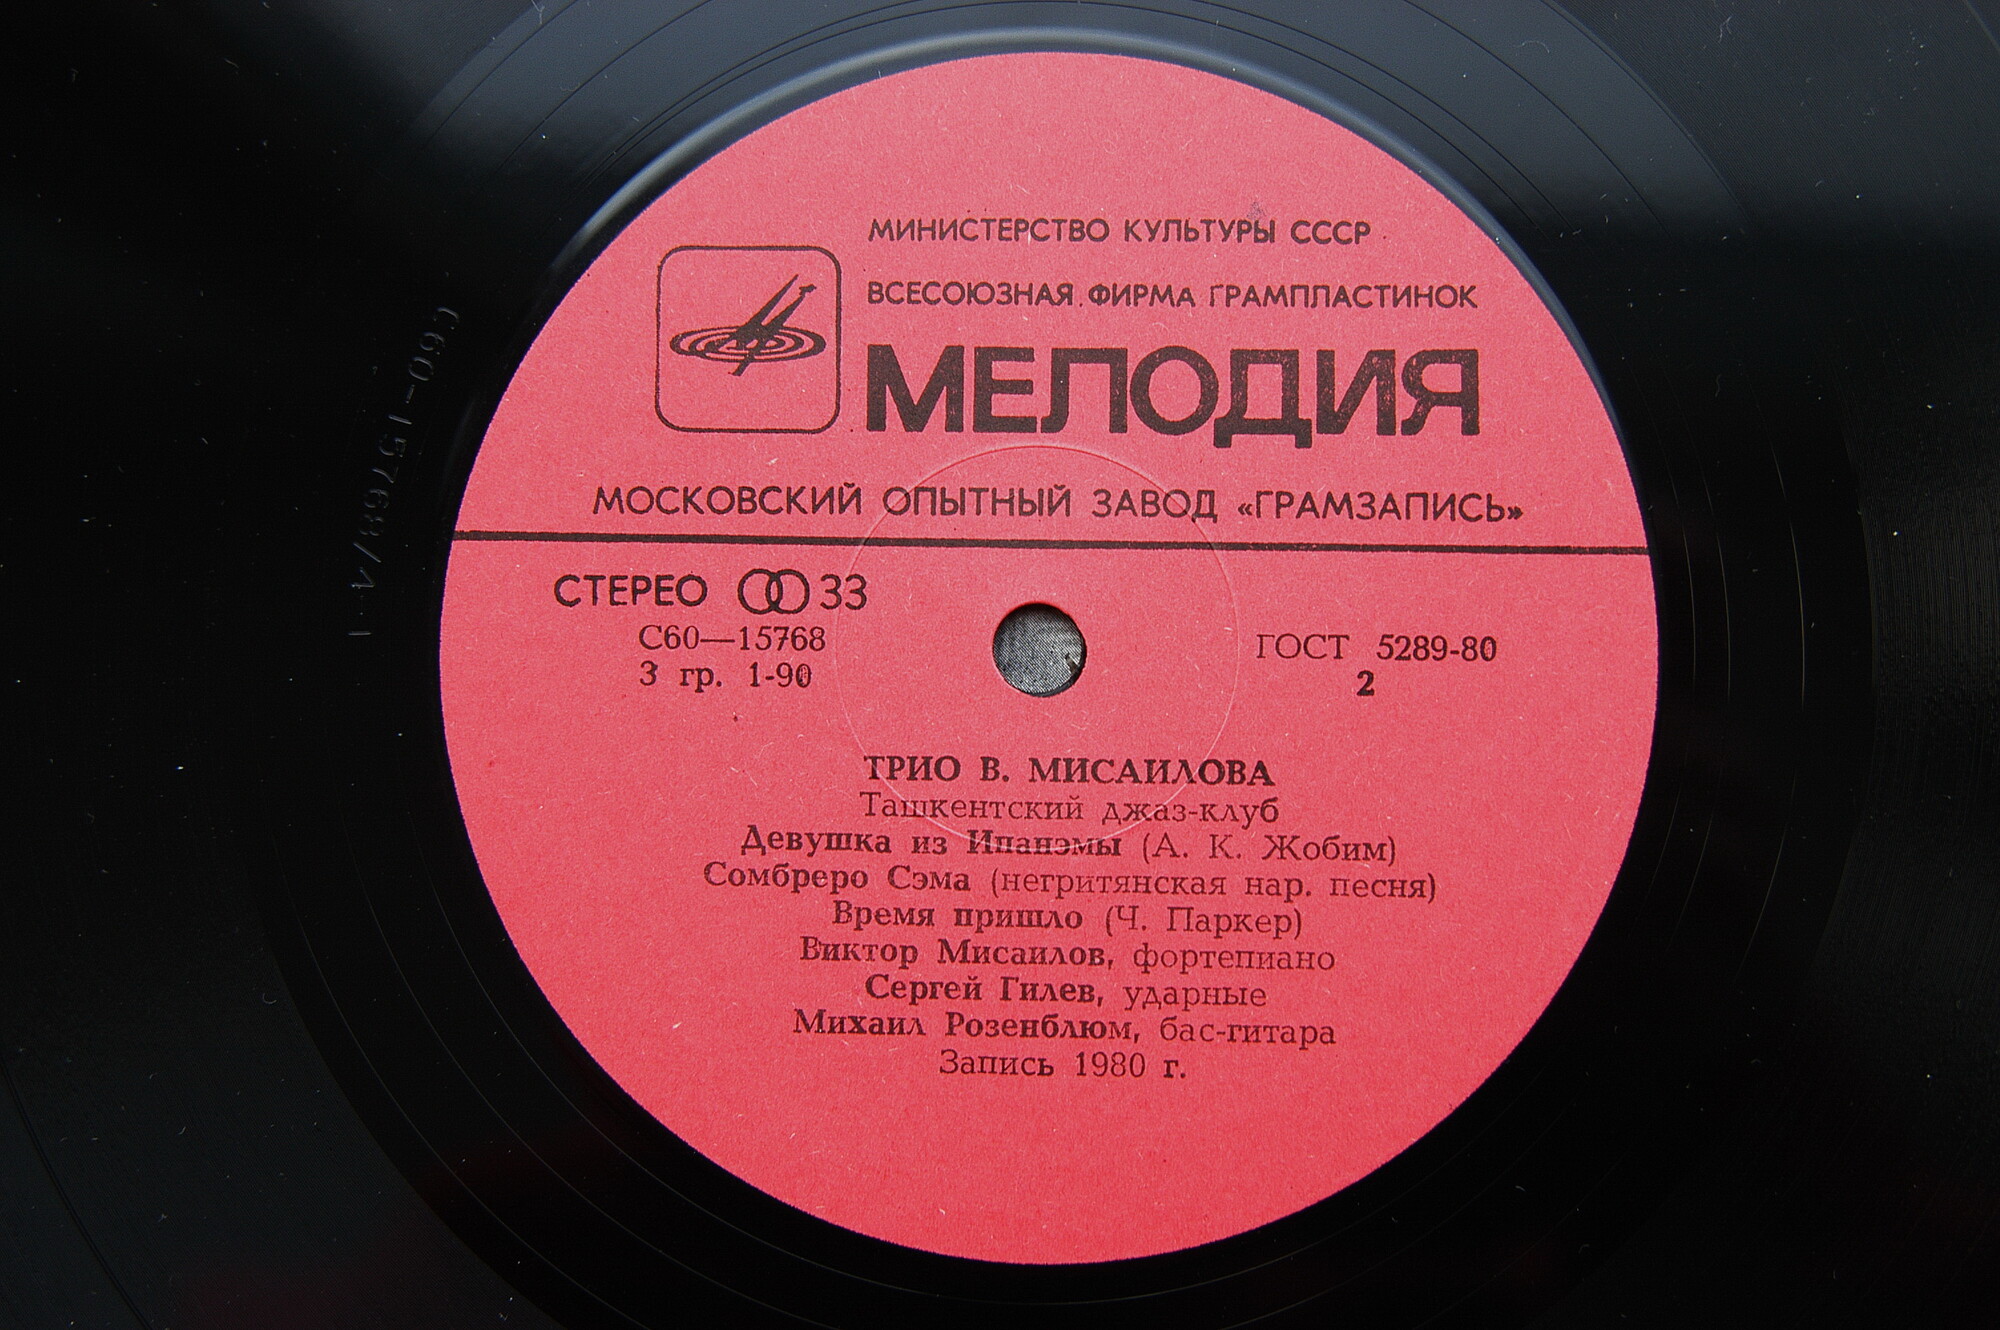 МИНИСТЕРСТВО КУЛЬТУРЫ СССР
ВСЕСОЮЗНАЯ ФИРМА ГРАМПЛАСТИНОК
МЕЛОДИЯ
МОСКОВСКИЙ ОПЫТНЫЙ ЗАВОД «ГРАМЗАПИСЬ»
СТЕРЕО 33
С60—15768
3 гр. 1-90
ГОСТ 5289-80
2
ТРИО В. МИСАИЛОВА
Ташкентский джаз-клуб
Девушка из Ипанэмы (А. К. Жобим)
Сомбреро Сэма (негритянская нар. песня)
Время пришло (Ч. Паркер)
Виктор Мисаилов, фортепиано
Сергей Гилев, ударные
Михаил Розенблюм, бас-гитара
Запись 1980 г.